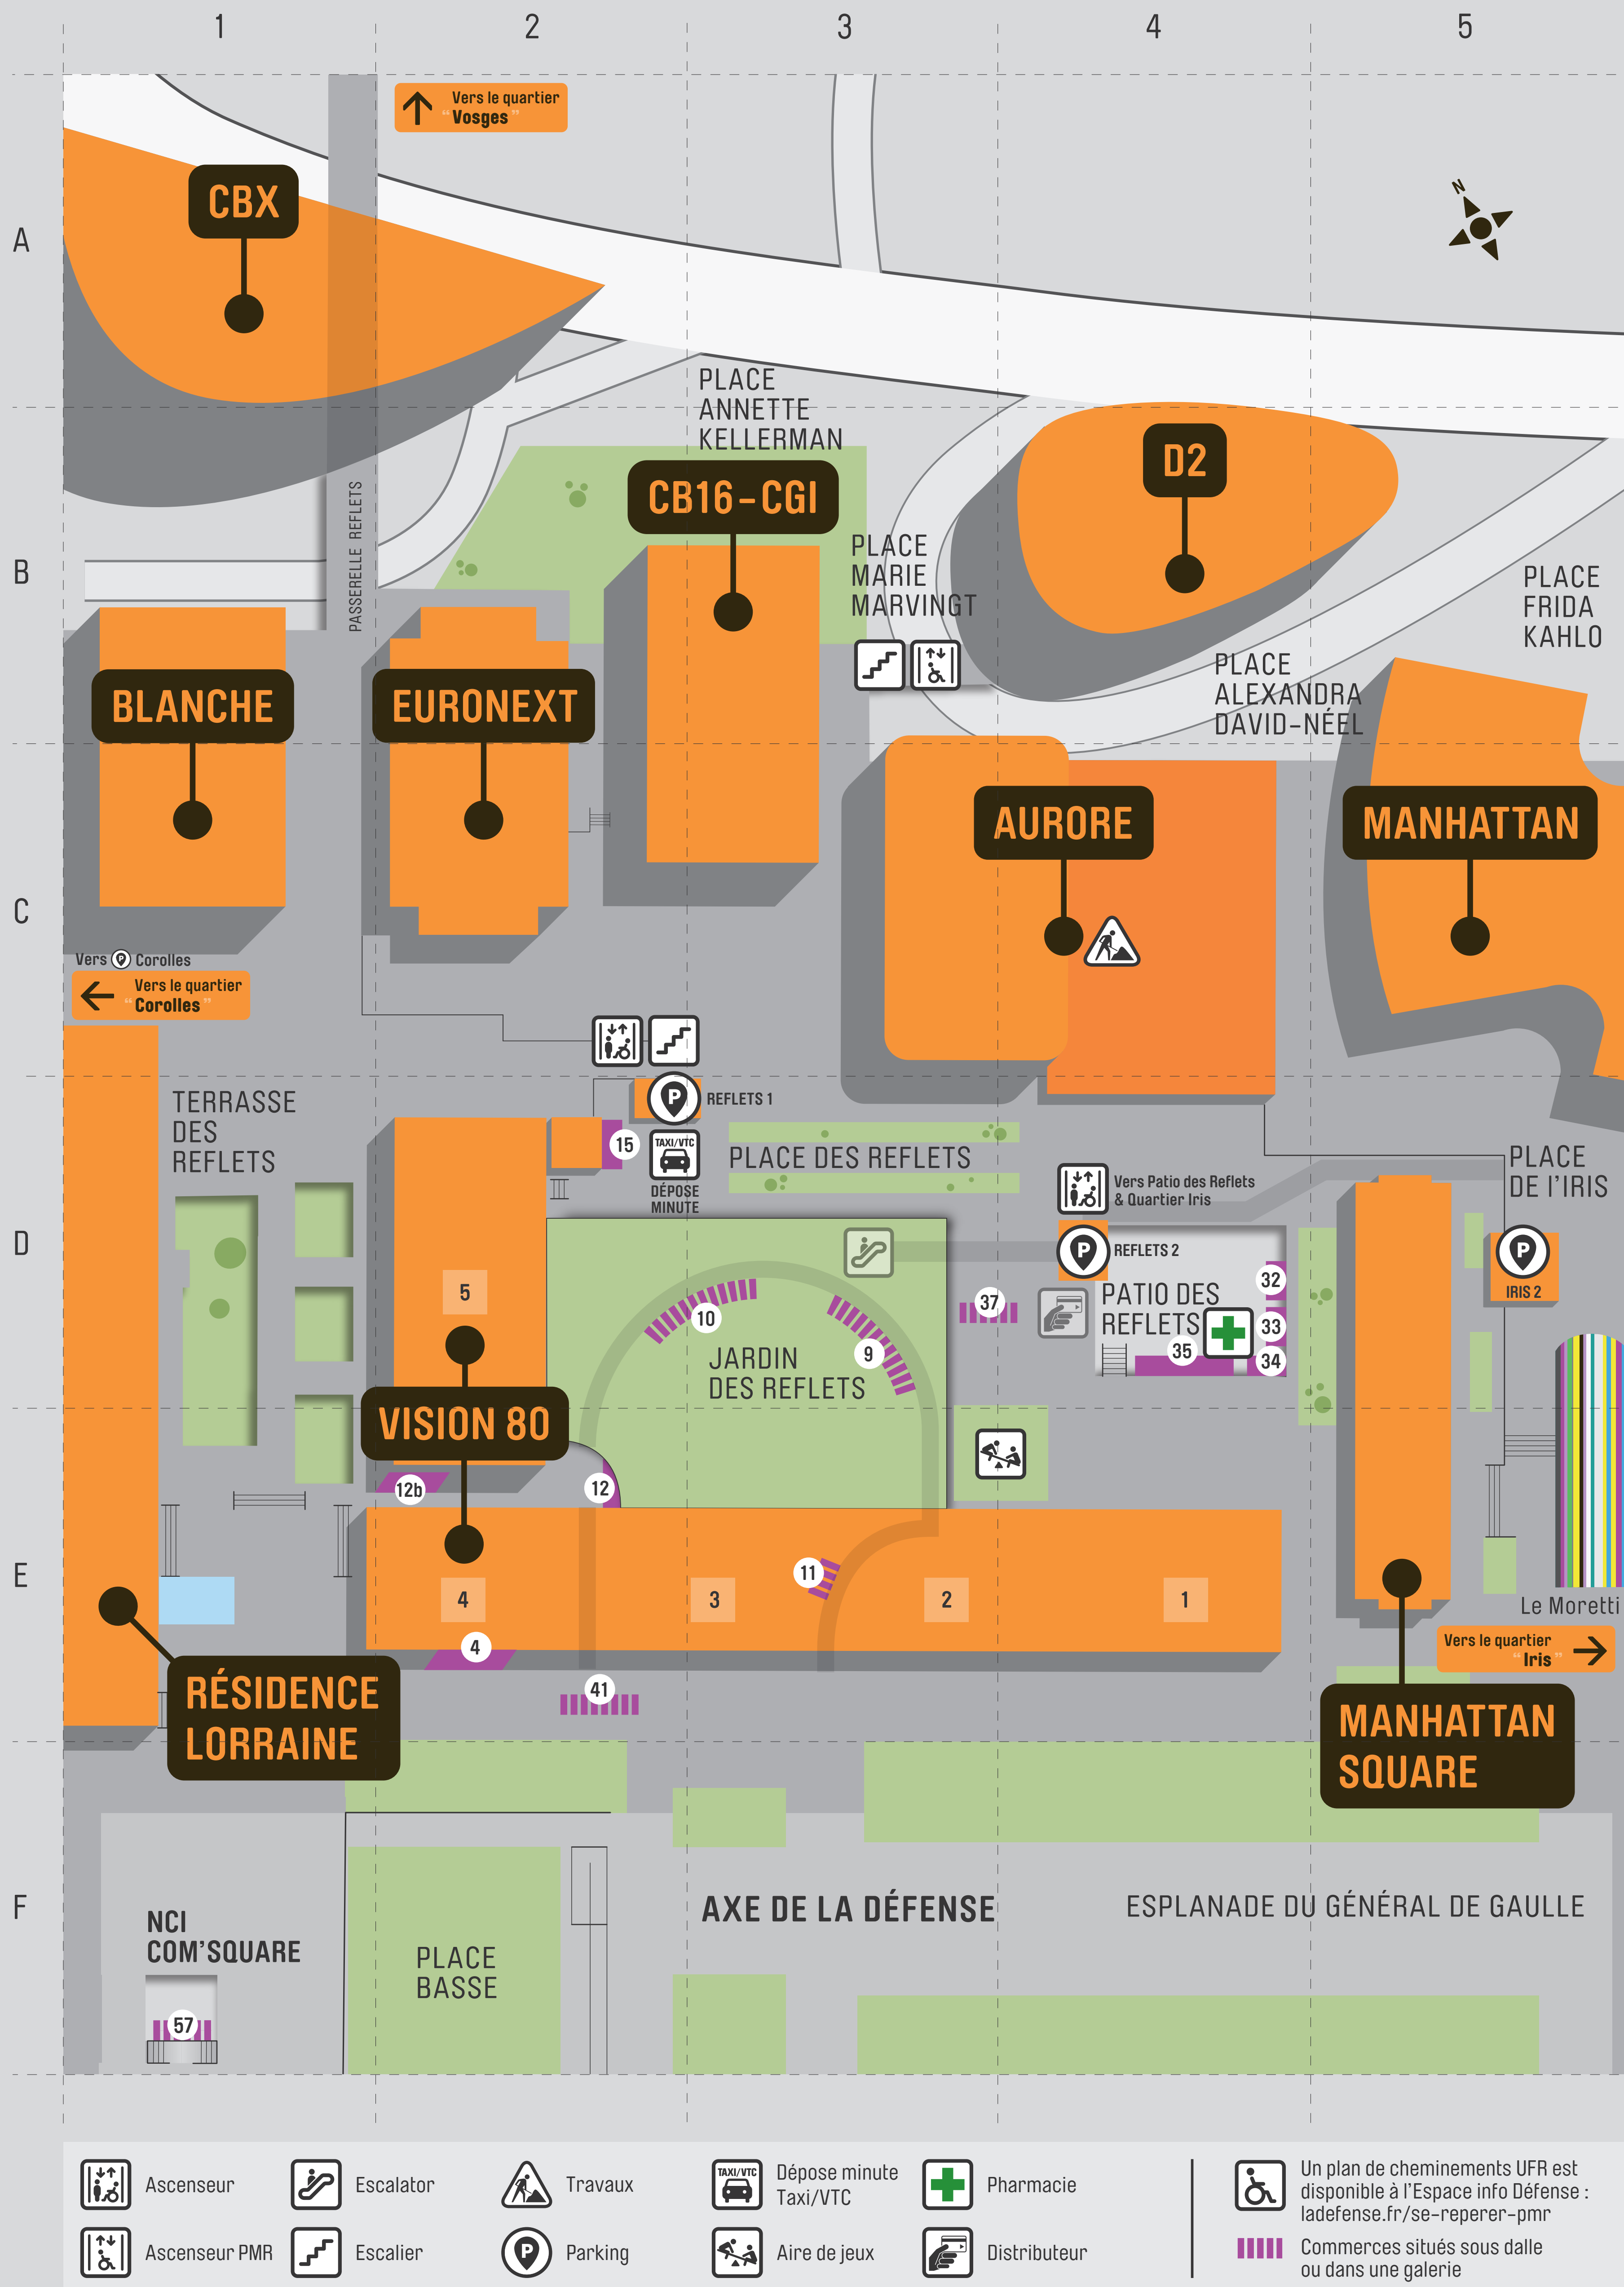 1
2
3
4
5
A
B
C
D
E
F
Vers le quartier
“ Vosges ”
N
CBX
PLACE
ANNETTE
KELLERMAN
D2
CB16-CGI
PASSERELLE REFLETS
PLACE
MARIE
MARVINGT
PLACE
FRIDA
KAHLO
PLACE
ALEXANDRA
DAVID-NÉEL
BLANCHE
EURONEXT
AURORE
MANHATTAN
Vers P Corolles
Vers le quartier
“ Corolles ”
TERRASSE
DES
REFLETS
P
REFLETS 1
15
TAXI/VTC
DÉPOSE
MINUTE
PLACE DES REFLETS
Vers Patio des Reflets
& Quartier Iris
PLACE
DE l'IRIS
P
REFLETS 2
P
IRIS 2
32
33
34
35
37
PATIO DES
REFLETS
5
10
9
JARDIN
DES REFLETS
VISION 80
12b
12
11
4
3
2
1
4
41
Le Moretti
Vers le quartier
“ Iris ”
RÉSIDENCE
LORRAINE
MANHATTAN
SQUARE
AXE DE LA DÉFENSE
ESPLANADE DU GÉNÉRAL DE GAULLE
NCI
COM'SQUARE
PLACE
BASSE
57
Ascenseur
Escalator
Travaux
TAXI/VTC
Dépose minute
Taxi/VTC
Pharmacie
Un plan de cheminements UFR est
disponible à l'Espace info Défense :
ladefense.fr/se-reperer-pmr
Ascenseur PMR
Escalier
P
Parking
Aire de jeux
Distributeur
Commerces situés sous dalle
ou dans une galerie